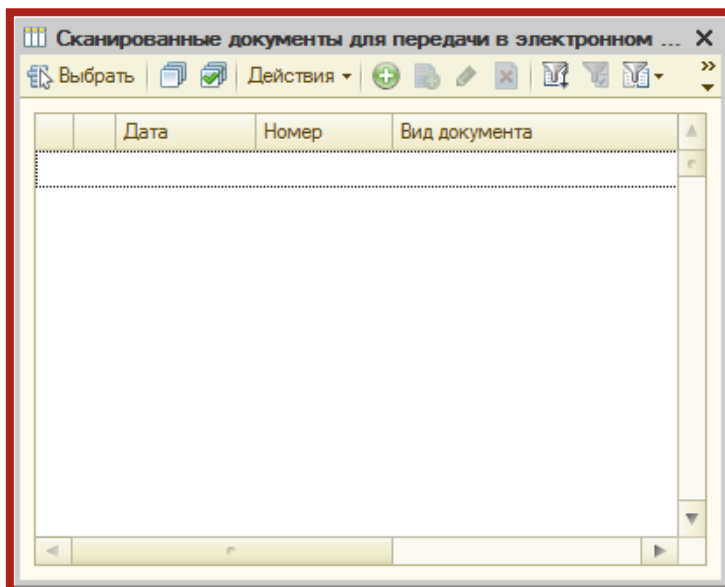 Сканированные документы для передачи в электронном ...
Выбрать Действия
Дата Номер Вид документа